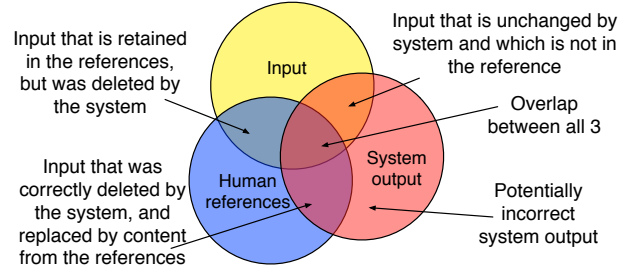 Input that is retained
in the references,
but was deleted by
the system
Input
Input that is unchanged by
system and which is not in
the reference
Overlap
between all 3
Input that was
correctly deleted by
the system, and
replaced by content
from the references
Human
references
System
output
Potentially
incorrect
system output